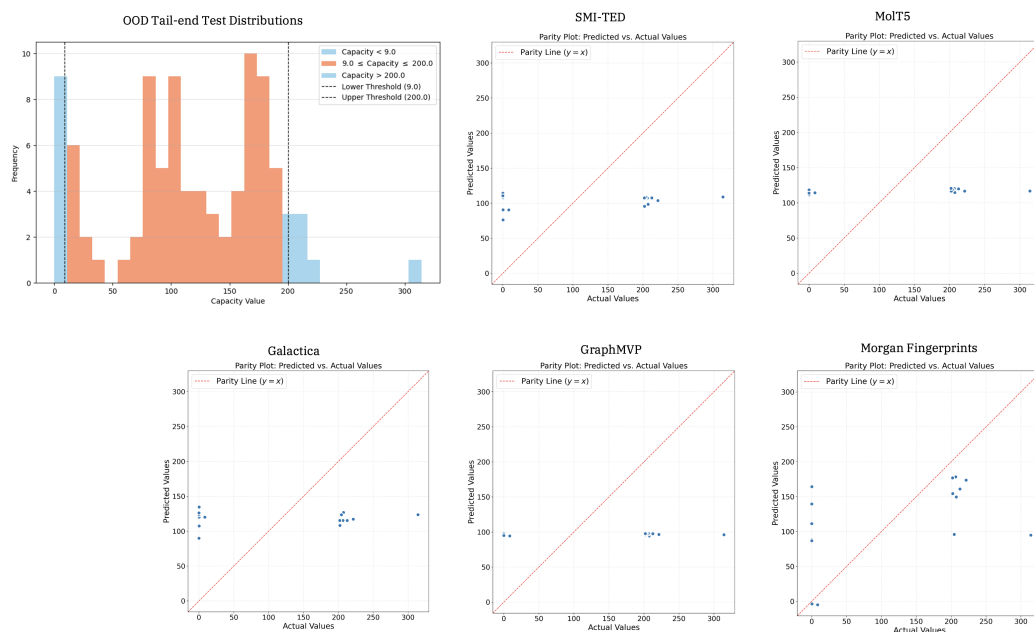 OOD Tail-end Test Distributions
Capacity < 9.0
9.0 ≤ Capacity ≤ 200.0
Capacity > 200.0
Lower Threshold (9.0)
Upper Threshold (200.0)
Frequency
10
8
6
4
2
0
0 50 100 150 200 250 300
Capacity Value
SMI-TED
Parity Plot: Predicted vs. Actual Values
Parity Line (y = x)
Predicted Values
300
250
200
150
100
50
0
0 50 100 150 200 250 300
Actual Values
MolT5
Parity Plot: Predicted vs. Actual Values
Parity Line (y = x)
Predicted Values
300
250
200
150
100
50
0
0 50 100 150 200 250 300
Actual Values
Galactica
Parity Plot: Predicted vs. Actual Values
Parity Line (y = x)
Predicted Values
300
250
200
150
100
50
0
0 50 100 150 200 250 300
Actual Values
GraphMVP
Parity Plot: Predicted vs. Actual Values
Parity Line (y = x)
Predicted Values
300
250
200
150
100
50
0
0 50 100 150 200 250 300
Actual Values
Morgan Fingerprints
Parity Plot: Predicted vs. Actual Values
Parity Line (y = x)
Predicted Values
300
250
200
150
100
50
0
0 50 100 150 200 250 300
Actual Values